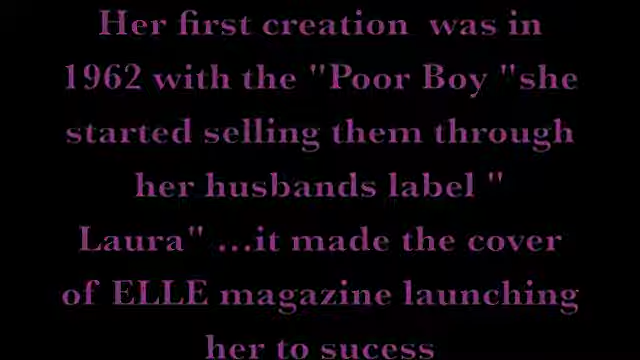 Her first creation  was in
1962 with the "Poor Boy "she
started selling them through
her husbands label "
Laura" ...it made the cover
of ELLE magazine launching
her to sucess